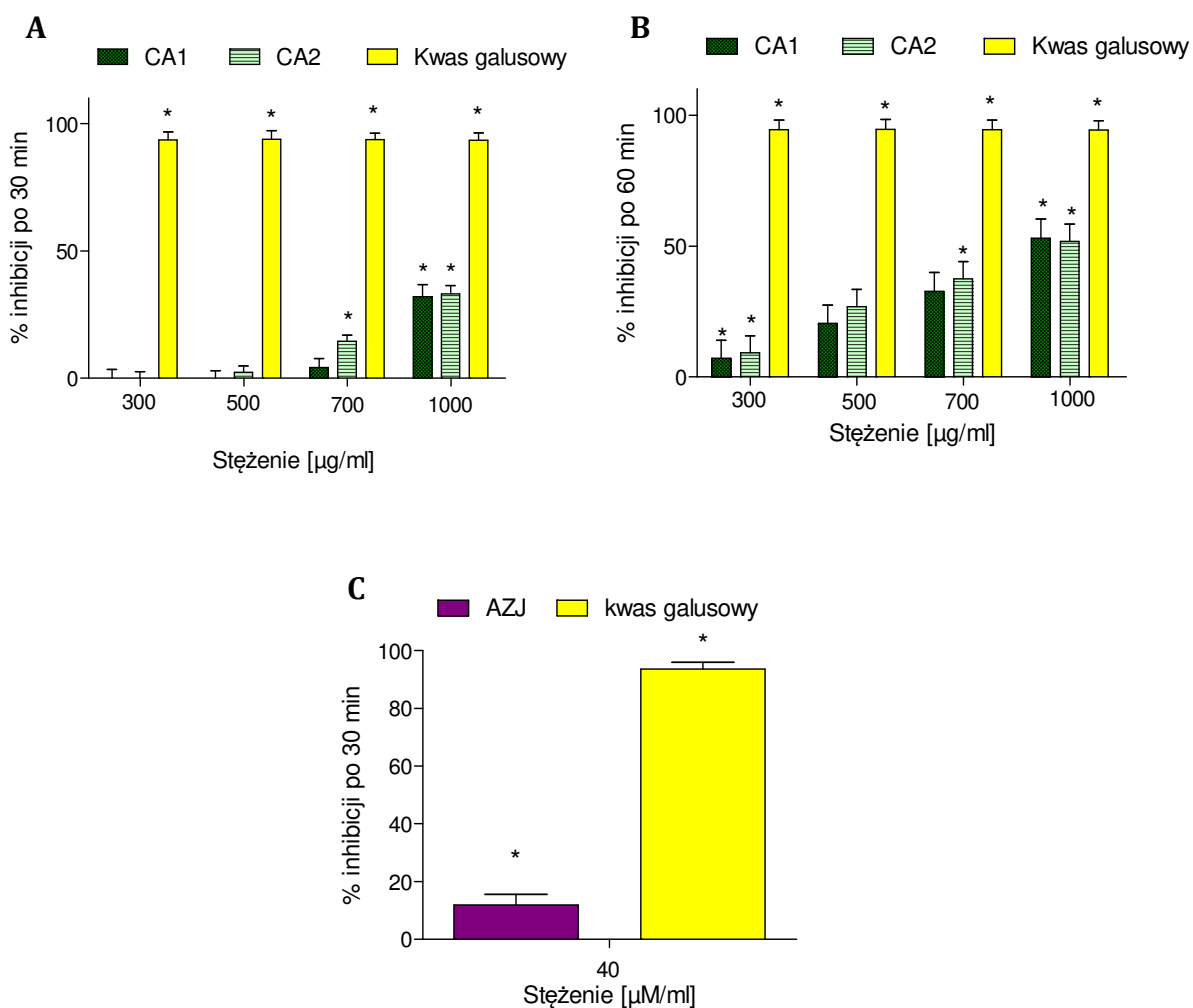 A
CA1 CA2 Kwas galusowy
% inhibicji po 30 min
100
50
0
* * * *
* * *
300 500 700 1000
Stężenie [µg/ml]
B
CA1 CA2 Kwas galusowy
% inhibicji po 60 min
100
50
0
* * * *
* * * * *
300 500 700 1000
Stężenie [µg/ml]
C
AZJ kwas galusowy
% inhibicji po 30 min
100
80
60
40
20
0
* *
40
Stężenie [µM/ml]